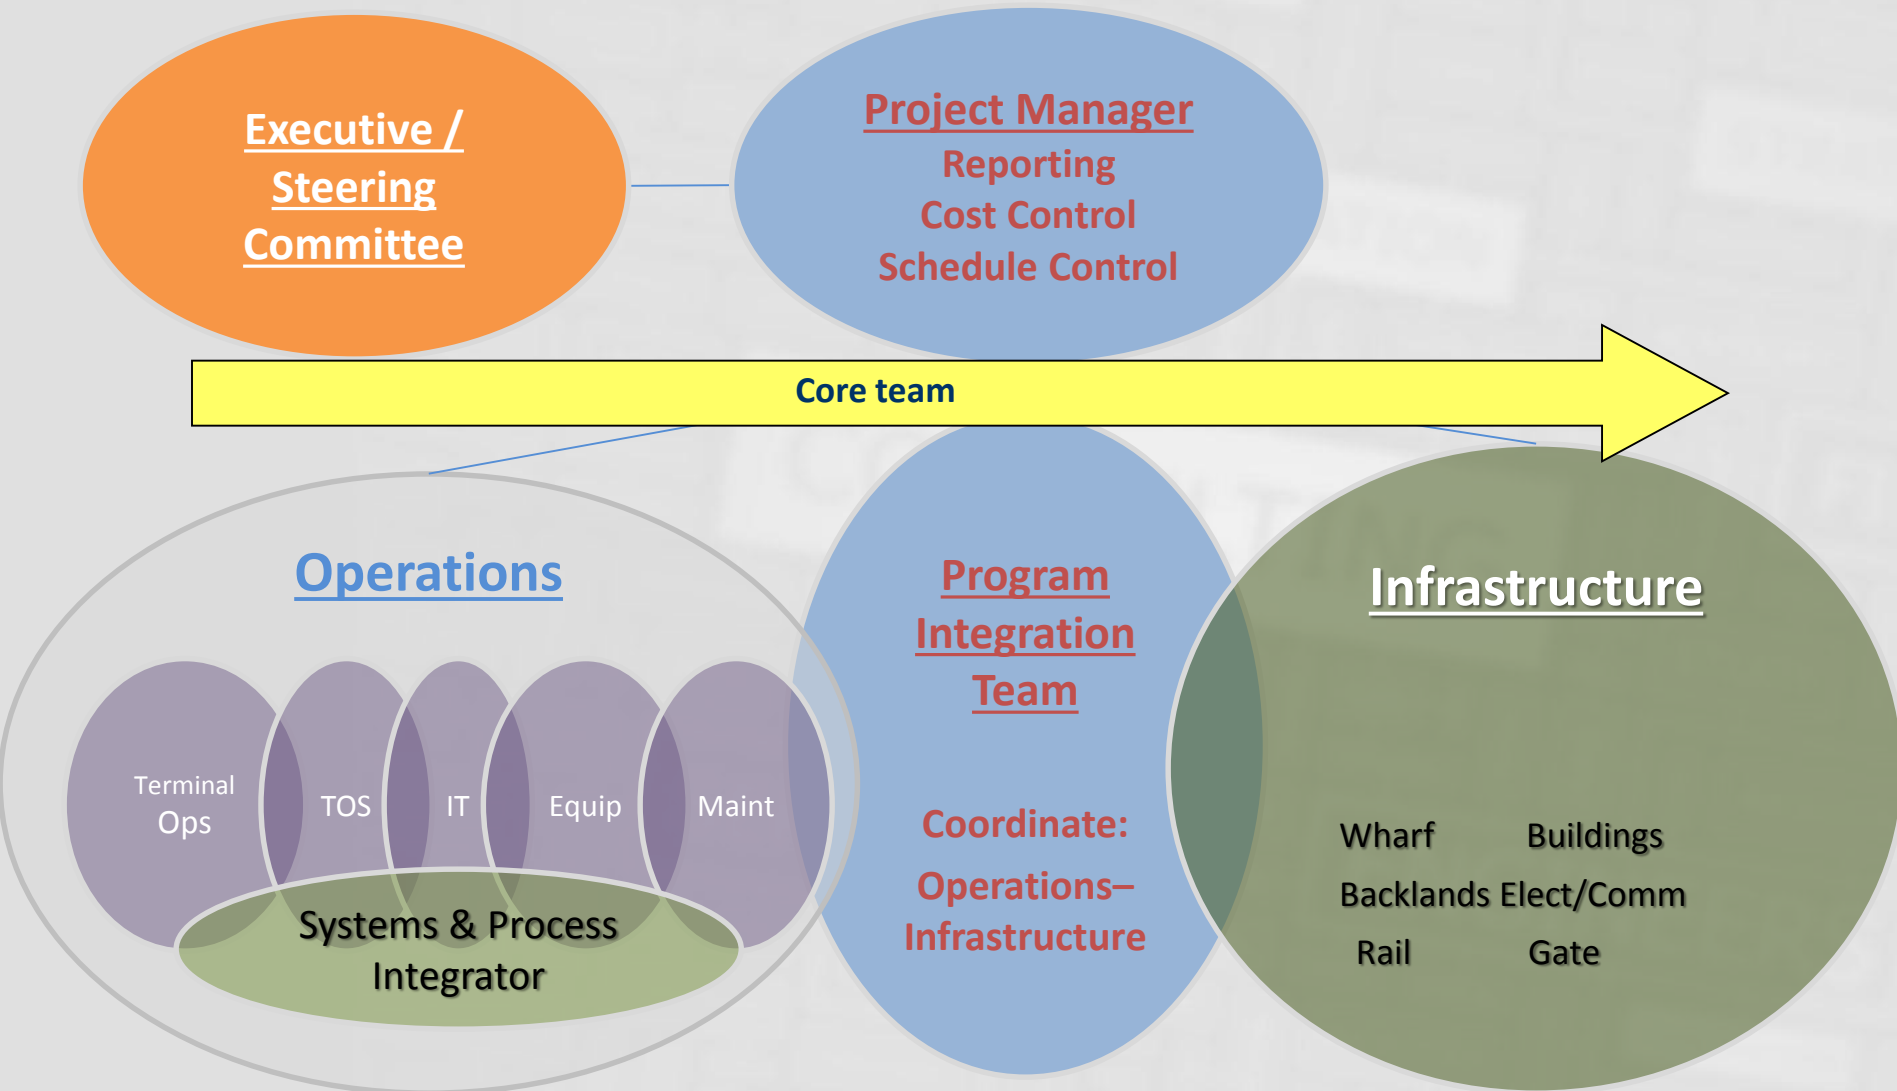 Executive /
Steering
Committee
Project Manager
Reporting
Cost Control
Schedule Control
Core team
Operations
Terminal
Ops
TOS
IT
Equip
Maint
Systems & Process
Integrator
Program
Integration
Team
Coordinate:
Operations–
Infrastructure
Infrastructure
Wharf Buildings
Backlands Elect/Comm
Rail Gate